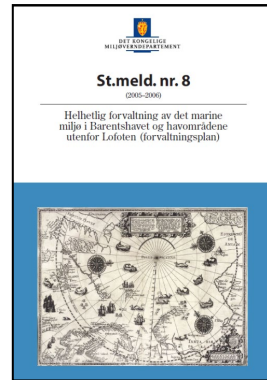 DET KONGELIGE
MILJØVERNDEPARTEMENT
St.meld. nr. 8
(2005–2006)
Helhetlig forvaltning av det marine
miljø i Barentshavet og havområdene
utenfor Lofoten (forvaltningsplan)